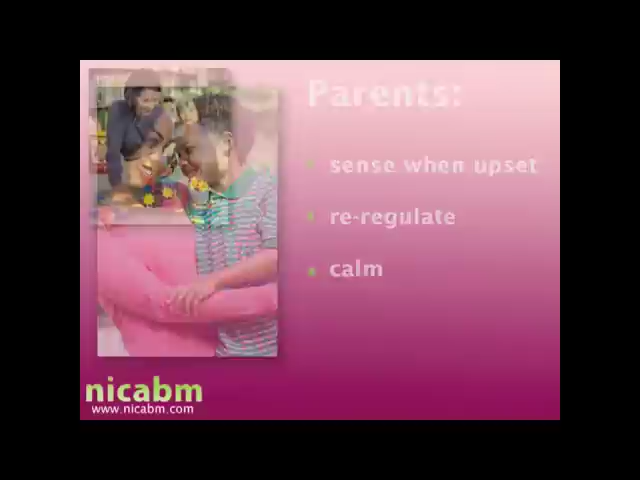 Parents:
sense when upset
re-regulate
calm
nicabm
www.nicabm.com